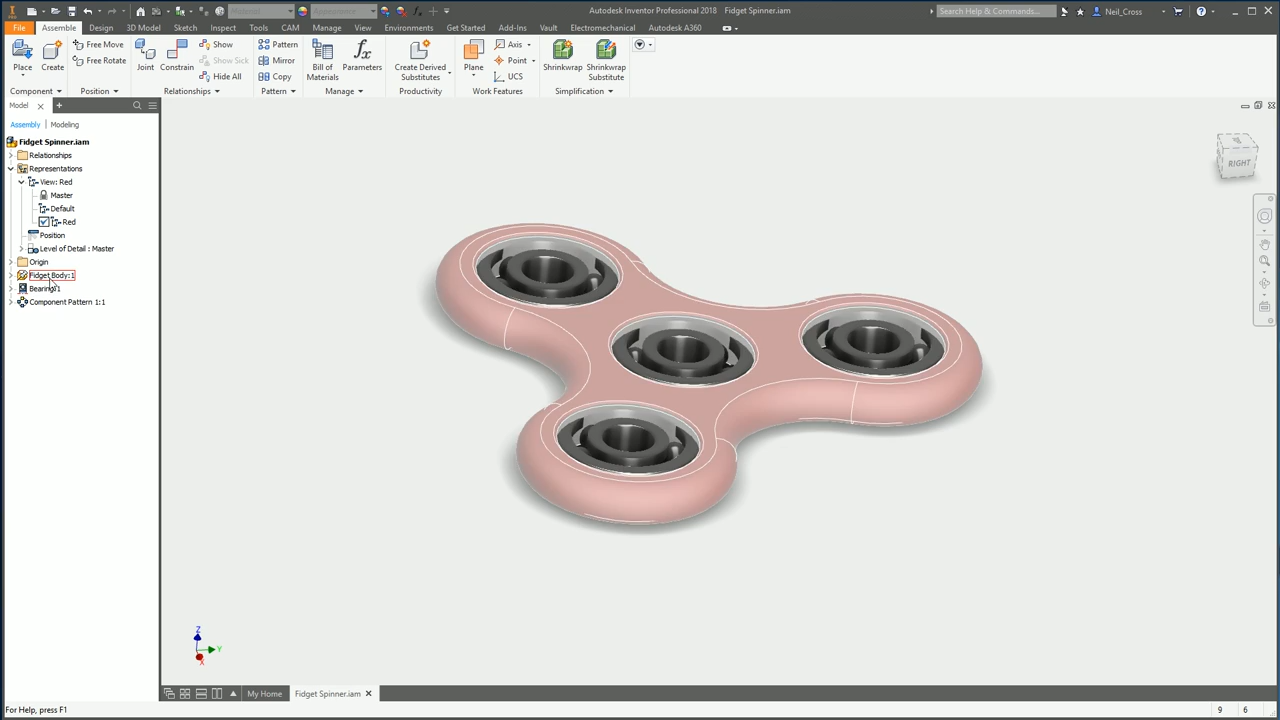 Material
Appearance
Autodesk Inventor Professional 2018 Fidget Spinner.iam
Search Help & Commands...
Neil_Cross
File Assemble Design 3D Model Sketch Inspect Tools CAM Manage View Environments Get Started Add-Ins Vault Electromechanical Autodesk A360
Place
Create
Free Move
Free Rotate
Joint
Constrain
Show
Show Sick
Hide All
Pattern
Mirror
Copy
Bill of
Materials
Parameters
Create Derived
Substitutes
Plane
Axis
Point
UCS
Shrinkwrap
Shrinkwrap
Substitute
Component Position Relationships Pattern Manage Productivity Work Features Simplification
Model
Assembly Modeling
Fidget Spinner.iam
Relationships
Representations
View: Red
Master
Default
Red
Position
Level of Detail : Master
Origin
Fidget Body:1
Bearing:1
Component Pattern 1:1
RIGHT
Z
Y
X
My Home Fidget Spinner.iam
For Help, press F1
9 6